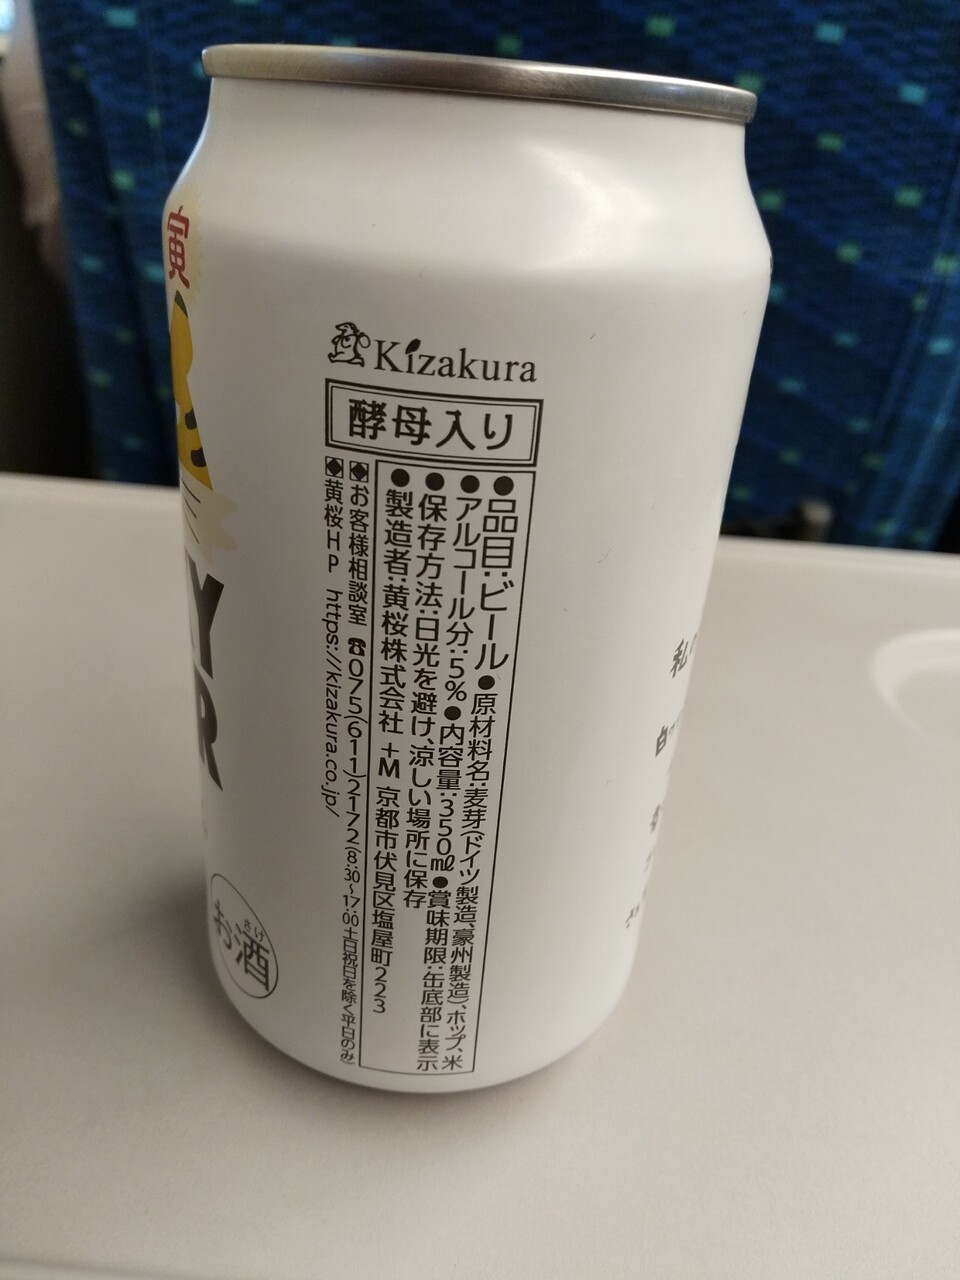 寅
Kizakura
酵母入り
●品目:ビール●原材料名:麦芽(ドイツ製造、豪州製造)、ホップ、米
●アルコール分:5%●内容量:350㎖●賞味期限:缶底部に表示
●保存方法:日光を避け、涼しい場所に保存
●製造者:黄桜株式会社 +M 京都市伏見区塩屋町223
◆お客様相談室 ☎075(611)2172(8:30~17:00 土日祝日を除く平日のみ)
◆黄桜HP https://kizakura.co.jp/
Y
R
さけ
お酒
私
白